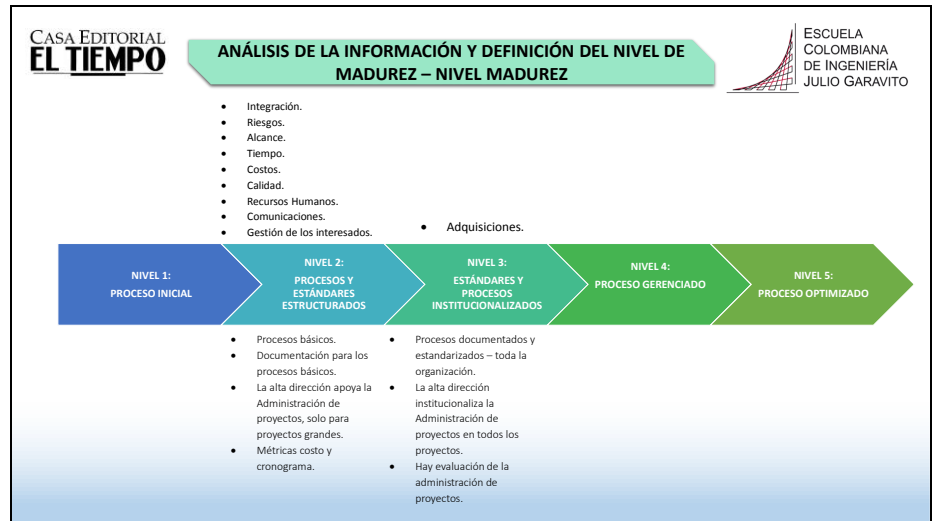 CASA EDITORIAL
EL TIEMPO
ANÁLISIS DE LA INFORMACIÓN Y DEFINICIÓN DEL NIVEL DE
MADUREZ – NIVEL MADUREZ
ESCUELA
COLOMBIANA
DE INGENIERÍA
JULIO GARAVITO
• Integración.
• Riesgos.
• Alcance.
• Tiempo.
• Costos.
• Calidad.
• Recursos Humanos.
• Comunicaciones.
• Gestión de los interesados.
• Adquisiciones.
NIVEL 1:
PROCESO INICIAL
NIVEL 2:
PROCESOS Y
ESTÁNDARES
ESTRUCTURADOS
NIVEL 3:
ESTÁNDARES Y
PROCESOS
INSTITUCIONALIZADOS
NIVEL 4:
PROCESO GERENCIADO
NIVEL 5:
PROCESO OPTIMIZADO
• Procesos básicos.
• Documentación para los
procesos básicos.
• La alta dirección apoya la
Administración de
proyectos, solo para
proyectos grandes.
• Métricas costo y
cronograma.
• Procesos documentados y
estandarizados – toda la
organización.
• La alta dirección
institucionaliza la
Administración de
proyectos en todos los
proyectos.
• Hay evaluación de la
administración de
proyectos.